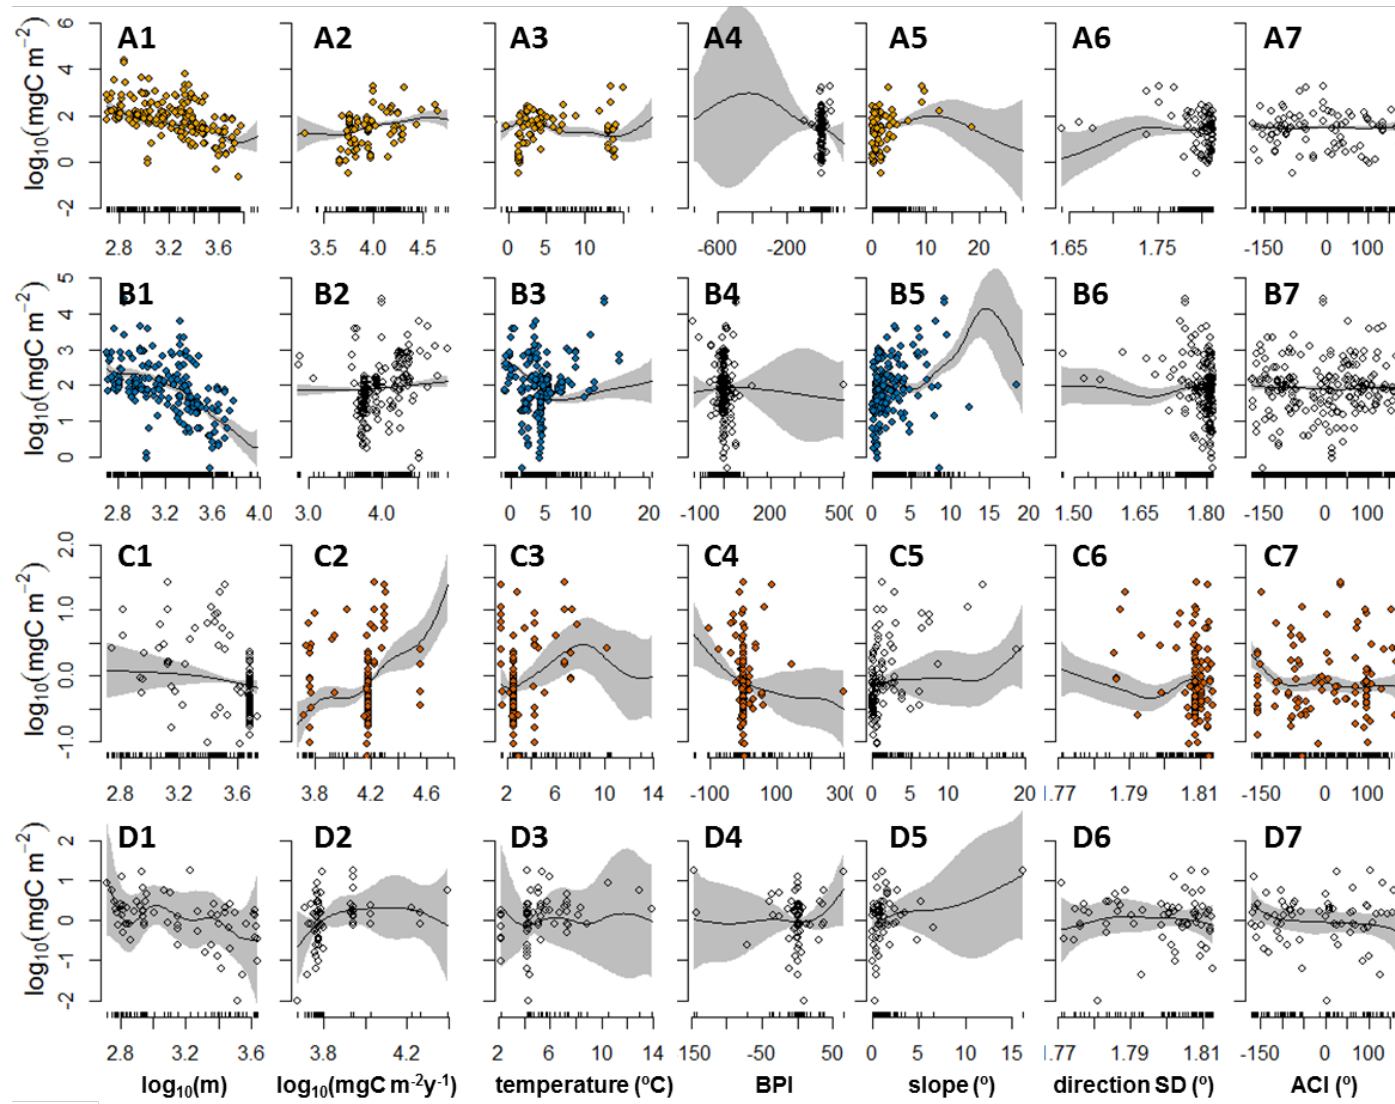 A1 A2 A3 A4 A5 A6 A7
log10(mgC m−2)
6 4 2 0 -2
2.8 3.2 3.6 3.5 4.0 4.5 0 5 10 -600 -200 0 10 20 1.65 1.75 -150 0 100
B1 B2 B3 B4 B5 B6 B7
log10(mgC m−2)
5 4 3 2 1 0
2.8 3.2 3.6 4.0 3.0 4.0 0 5 10 20 -100 200 500 0 5 10 15 20 1.50 1.65 1.80 -150 0 100
C1 C2 C3 C4 C5 C6 C7
log10(mgC m−2)
2.0 1.0 0.0 -1.0
2.8 3.2 3.6 3.8 4.2 4.6 2 6 10 14 -100 100 300 0 5 10 20 1.77 1.79 1.81 -150 0 100
D1 D2 D3 D4 D5 D6 D7
log10(mgC m−2)
2 1 0 -1 -2
2.8 3.2 3.6 3.8 4.2 2 6 10 14 150 -50 50 0 5 10 15 1.77 1.79 1.81 -150 0 100
log10(m) log10(mgC m-2y-1) temperature (ºC) BPI slope (º) direction SD (º) ACI (º)